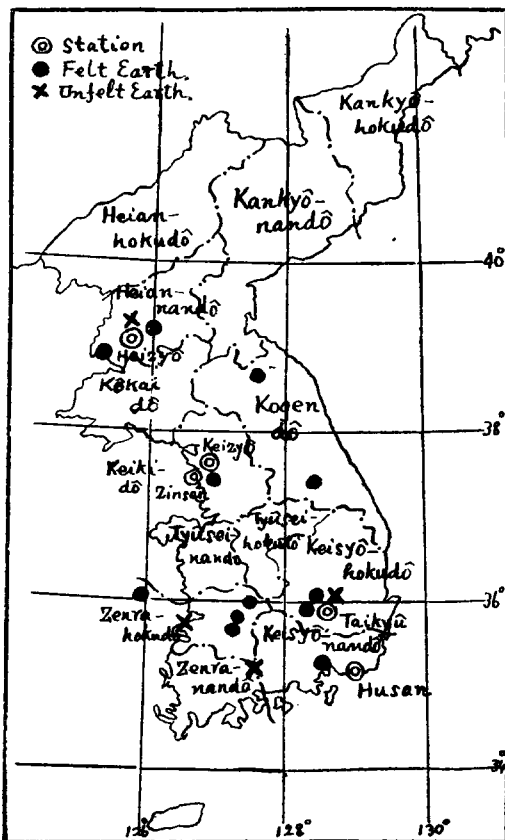 Station
Felt Earth.
Unfelt Earth.
Kankyô-
hokudô
Kankyô-
nandô
Heian-
hokudô
40°
Heian-
nandô
Heizyô
Kôkai
dô
Kogen
dô
38°
Keizyô
Keiki-
dô
Zinsen
Tyûsei-
nandô
Tyûsei-
hokudô
Keisyô-
hokudô
36°
Zenra-
hokudô
Keisyô-
nandô
Taikyû
Zenra-
nandô
Husan
34°
126°
128°
130°